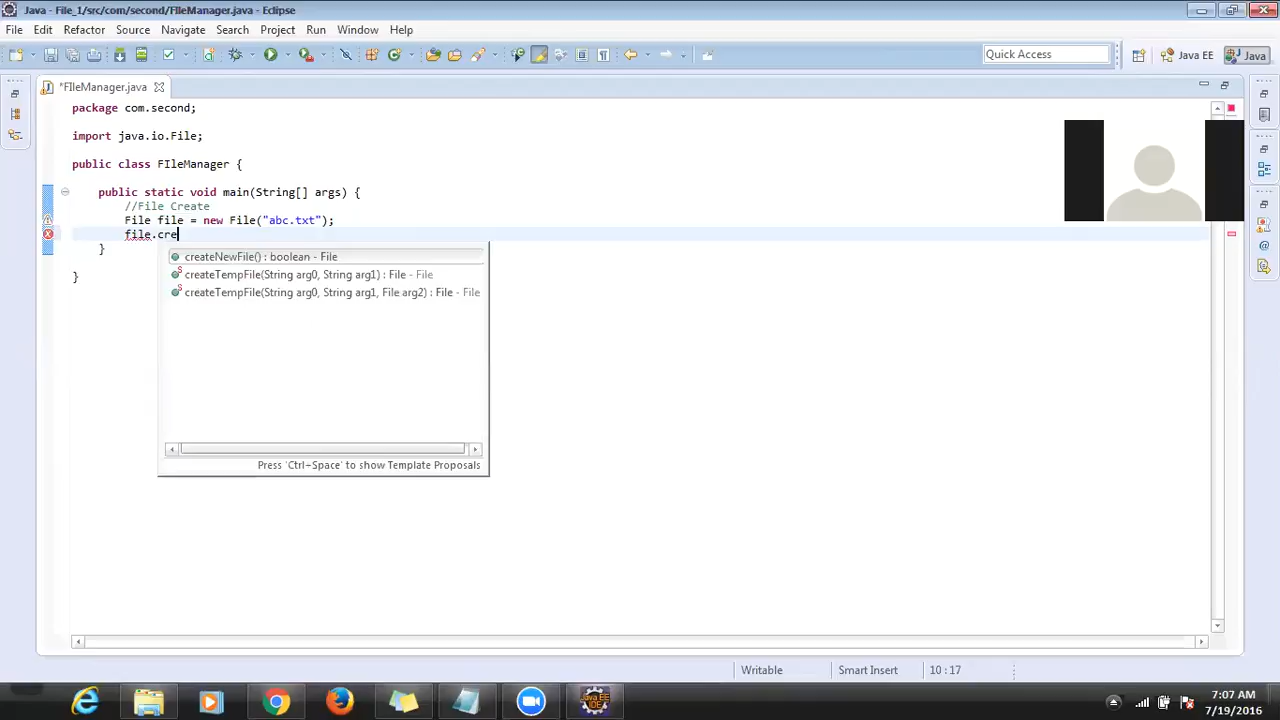 Java - File_1/src/com/second/FIleManager.java - Eclipse
File Edit Refactor Source Navigate Search Project Run Window Help
Quick Access
Java EE
Java
*FIleManager.java
package com.second;
import java.io.File;
public class FIleManager {
public static void main(String[] args) {
//File Create
File file = new File("abc.txt");
file.cre
}
}
createNewFile() : boolean - File
createTempFile(String arg0, String arg1) : File - File
createTempFile(String arg0, String arg1, File arg2) : File - File
Press 'Ctrl+Space' to show Template Proposals
Writable
Smart Insert
10 : 17
Java EE
IDE
7:07 AM
7/19/2016